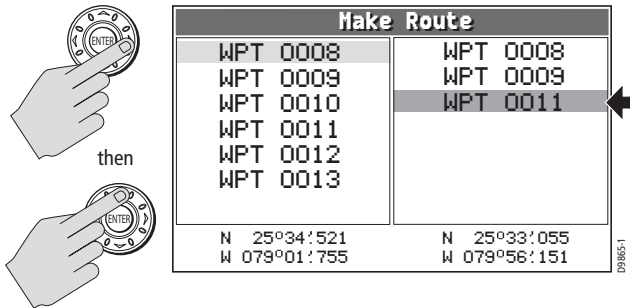 ENTER
then
ENTER
Make Route
WPT 0008
WPT 0009
WPT 0010
WPT 0011
WPT 0012
WPT 0013
N 25°34'.521
W 079°01'.755
WPT 0008
WPT 0009
WPT 0011
N 25°33'.055
W 079°56'.151
D9865-1